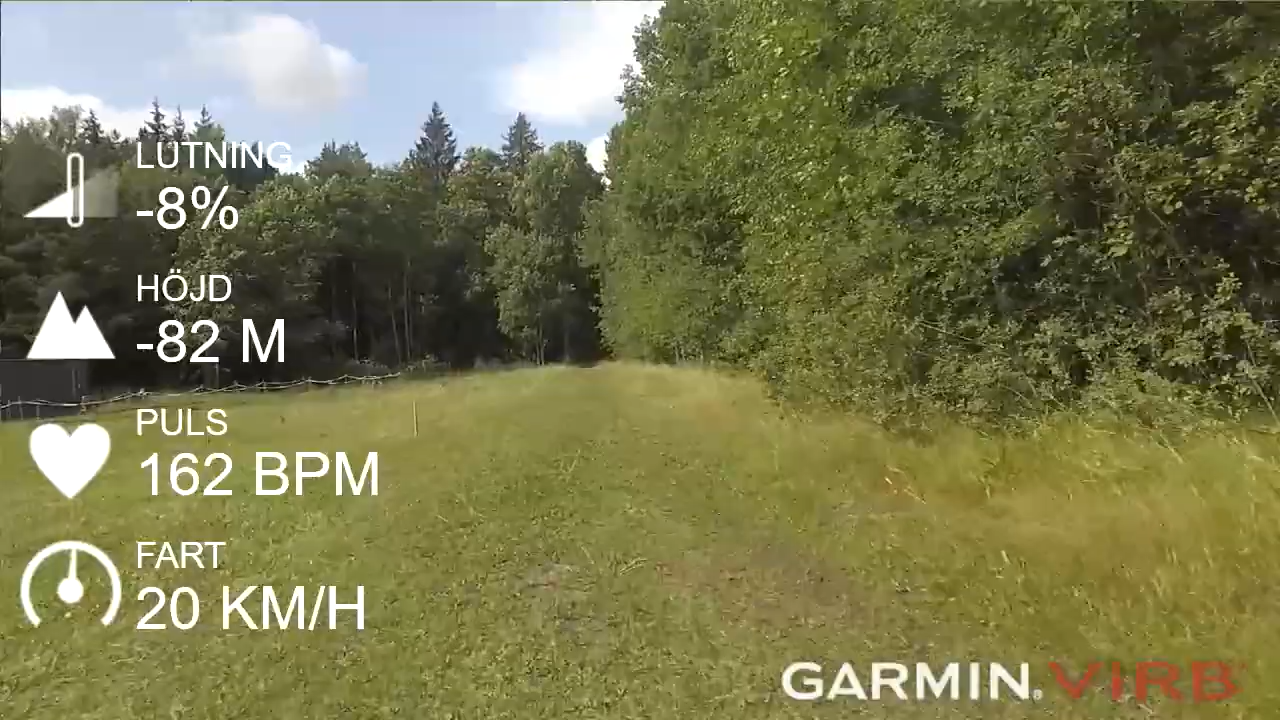 LUTNING
-8%
HÖJD
-82 M
PULS
162 BPM
FART
20 KM/H
GARMIN. VIRB